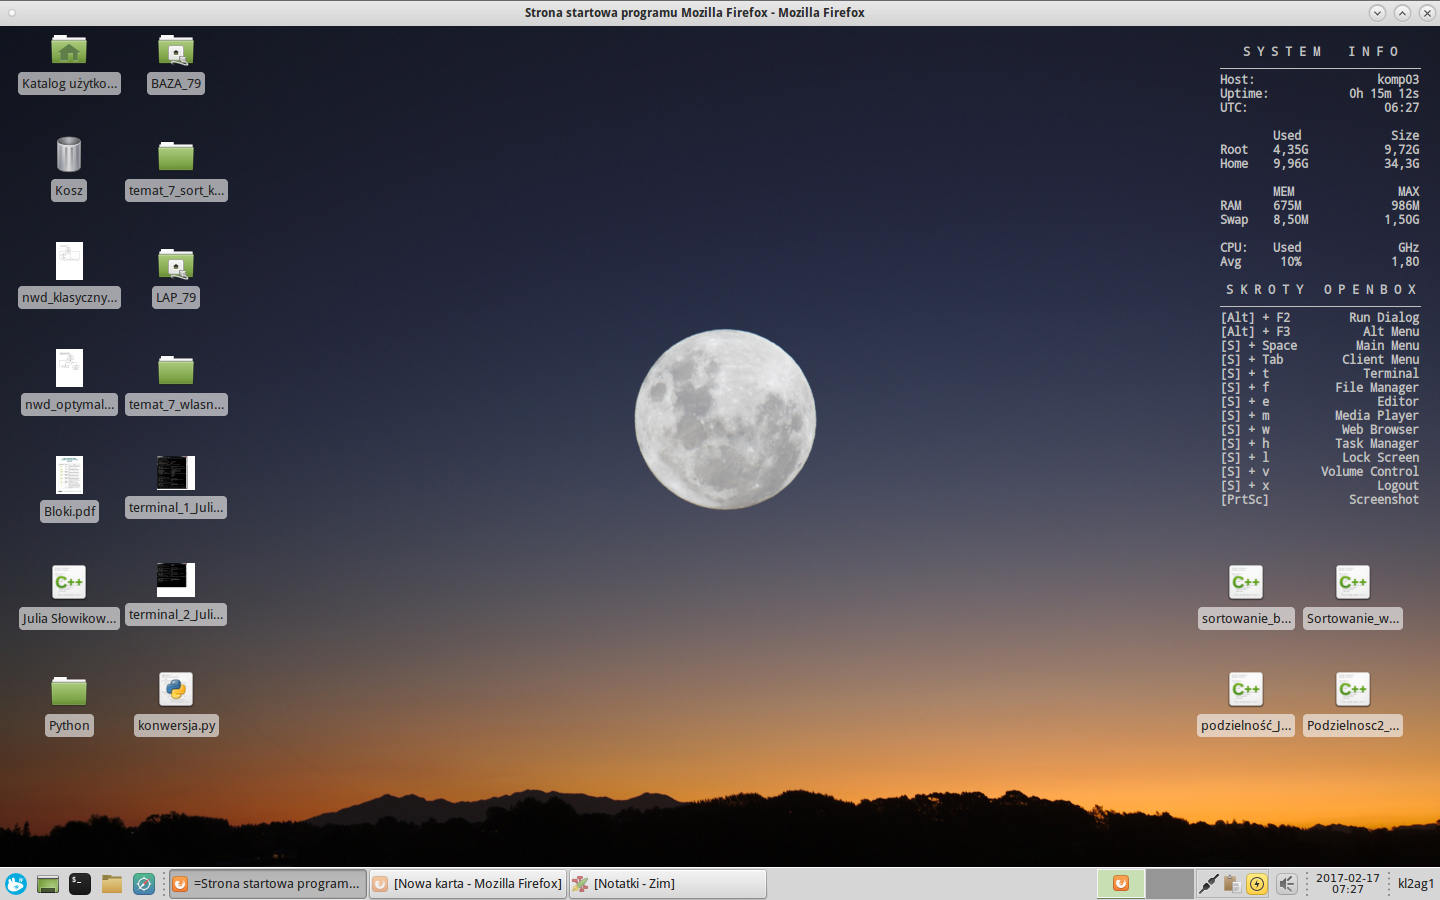 Strona startowa programu Mozilla Firefox - Mozilla Firefox
Katalog użytko...
BAZA_79
Kosz
temat_7_sort_k...
nwd_klasyczny...
LAP_79
nwd_optymal...
temat_7_wlasn...
Bloki.pdf
terminal_1_Juli...
C++
Julia Słowikow...
terminal_2_Juli...
Python
konwersja.py
SYSTEM INFO
Host: komp03
Uptime: 0h 15m 12s
UTC: 06:27
Used Size
Root 4,35G 9,72G
Home 9,96G 34,3G
MEM MAX
RAM 675M 986M
Swap 8,50M 1,50G
CPU: Used GHz
Avg 10% 1,80
SKROTY OPENBOX
[Alt] + F2 Run Dialog
[Alt] + F3 Alt Menu
[S] + Space Main Menu
[S] + Tab Client Menu
[S] + t Terminal
[S] + f File Manager
[S] + e Editor
[S] + m Media Player
[S] + w Web Browser
[S] + h Task Manager
[S] + l Lock Screen
[S] + v Volume Control
[S] + x Logout
[PrtSc] Screenshot
C++ C++
sortowanie_b... Sortowanie_w...
C++ C++
podzielność_J... Podzielnosc2_...
=Strona startowa program...
[Nowa karta - Mozilla Firefox]
[Notatki - Zim]
2017-02-17
07:27
kl2ag1